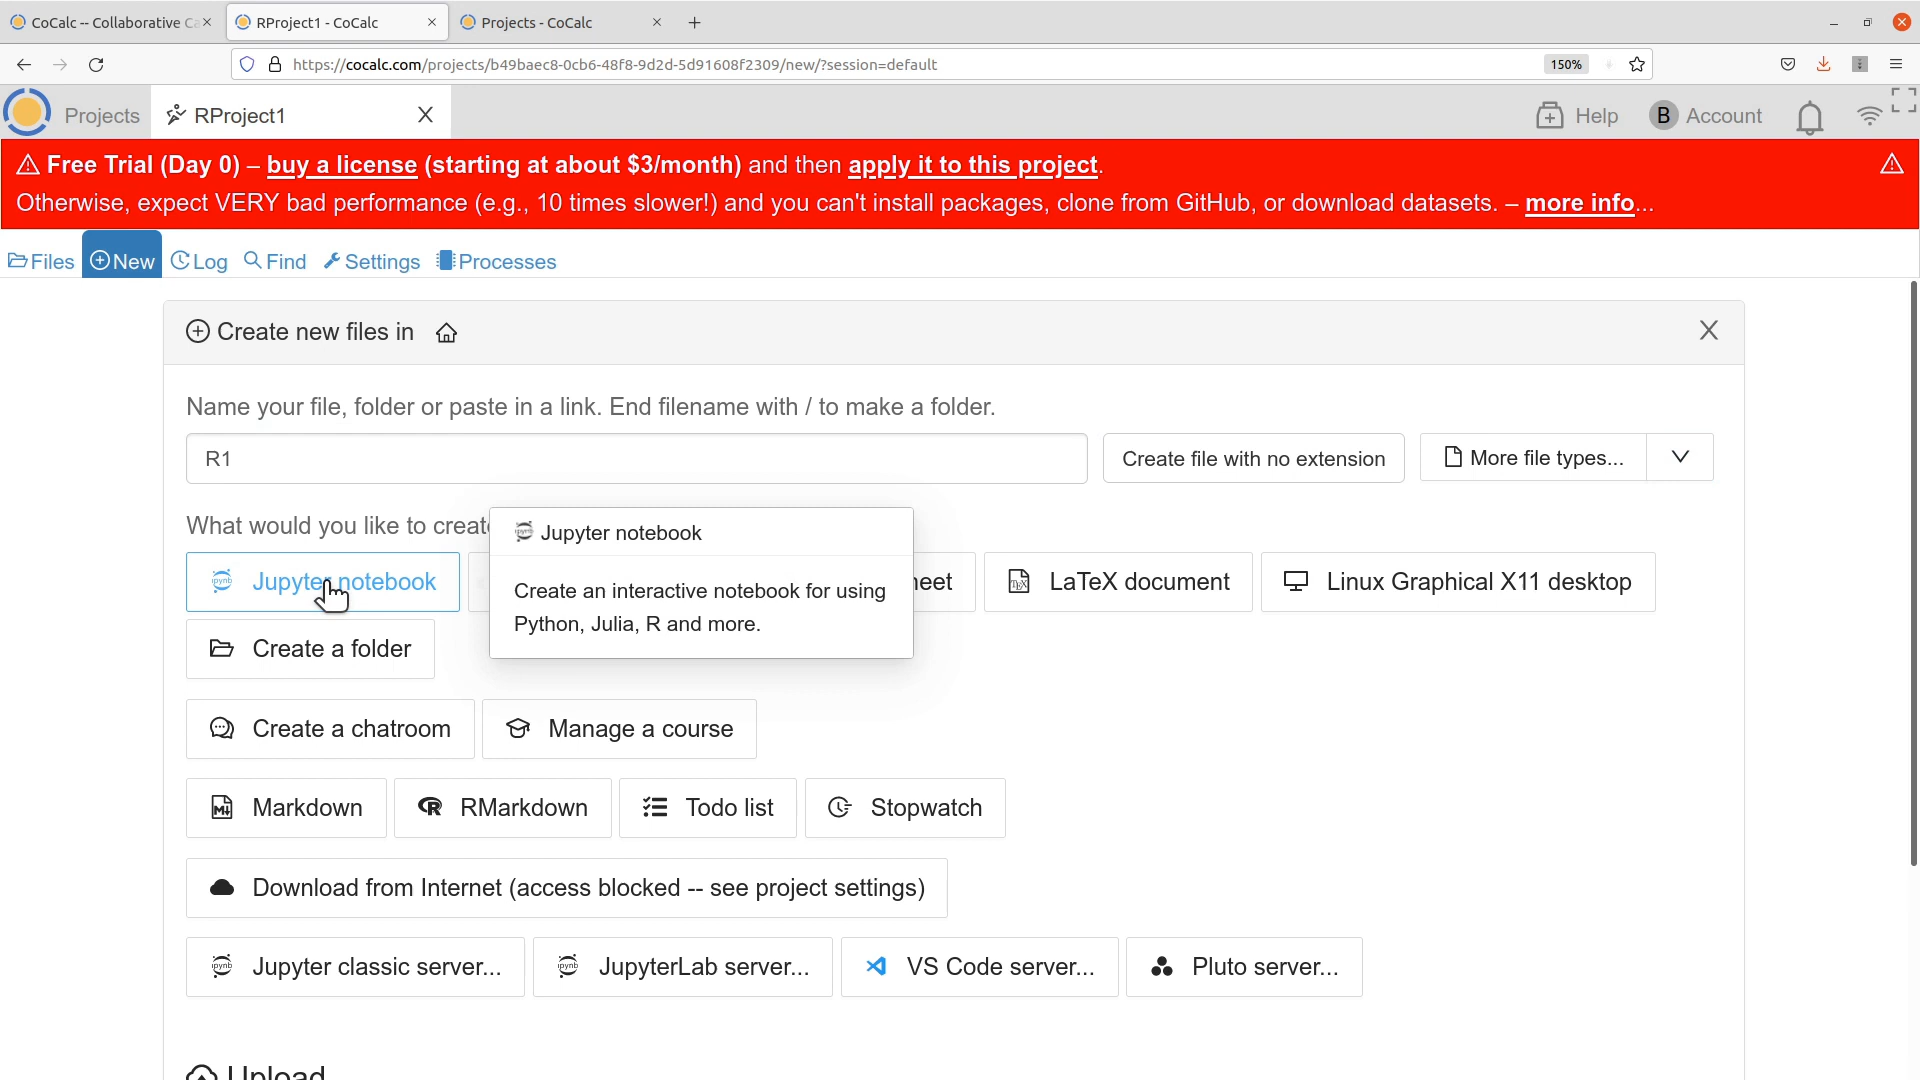 CoCalc -- Collaborative Ca
RProject1 - CoCalc
Projects - CoCalc
https://cocalc.com/projects/b49baec8-0cb6-48f8-9d2d-5d91608f2309/new/?session=default
150%
Projects
RProject1
Help
B Account
Free Trial (Day 0) – buy a license (starting at about $3/month) and then apply it to this project.
Otherwise, expect VERY bad performance (e.g., 10 times slower!) and you can't install packages, clone from GitHub, or download datasets. – more info...
Files
New
Log
Find
Settings
Processes
Create new files in
Name your file, folder or paste in a link. End filename with / to make a folder.
R1
Create file with no extension
More file types...
What would you like to create
Jupyter notebook
Create an interactive notebook for using
Python, Julia, R and more.
Jupyter notebook
heet
LaTeX document
Linux Graphical X11 desktop
Create a folder
Create a chatroom
Manage a course
Markdown
RMarkdown
Todo list
Stopwatch
Download from Internet (access blocked -- see project settings)
Jupyter classic server...
JupyterLab server...
VS Code server...
Pluto server...
Upload